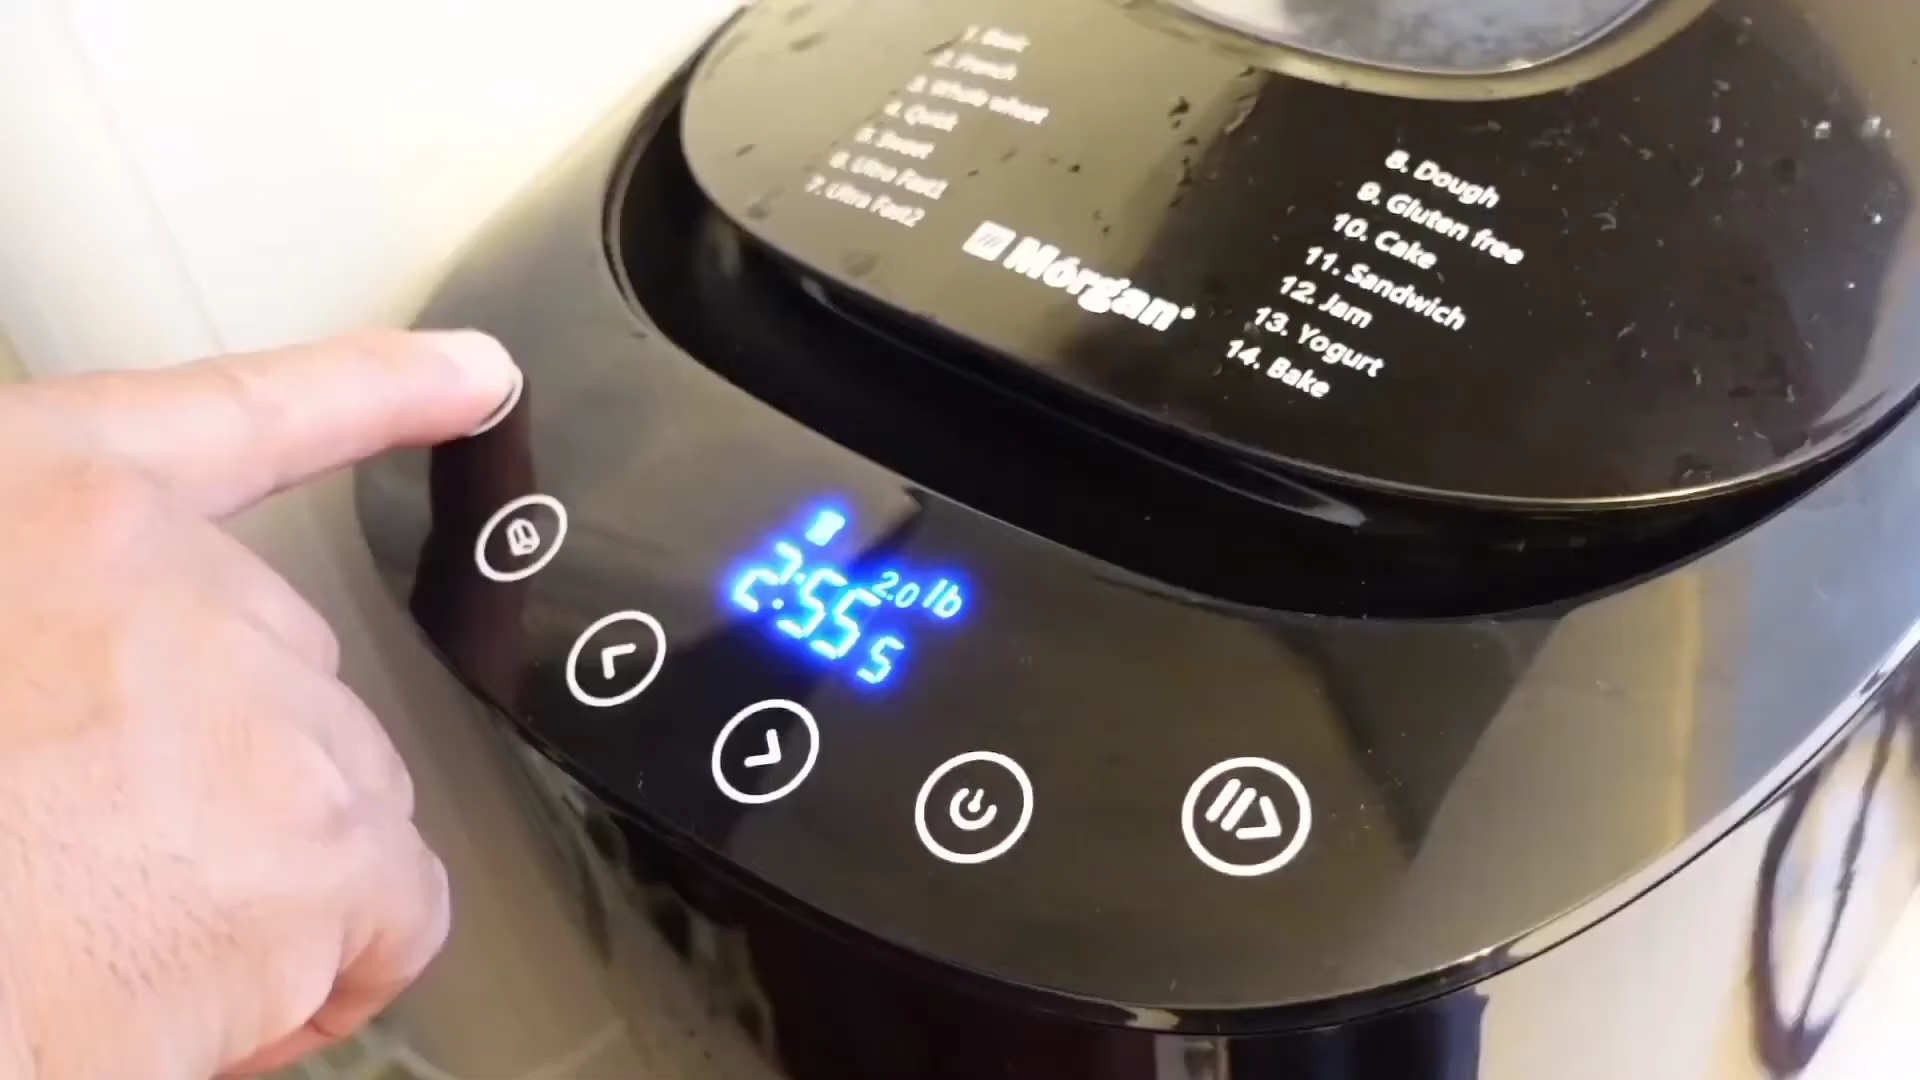 1. Basic
2. French
3. Whole wheat
4. Quick
5. Sweet
6. Ultra Fast1
7. Ultra Fast2
Mórgan®
8. Dough
9. Gluten free
10. Cake
11. Sandwich
12. Jam
13. Yogurt
14. Bake
2.0 lb
2:55 5